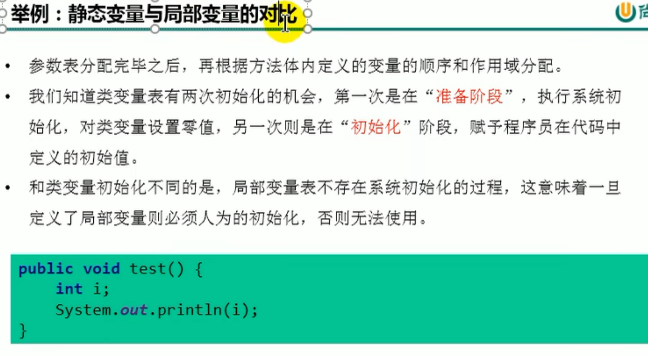 举例：静态变量与局部变量的对比
• 参数表分配完毕之后，再根据方法体内定义的变量的顺序和作用域分配。
• 我们知道类变量表有两次初始化的机会，第一次是在“准备阶段”，执行系统初
始化，对类变量设置零值，另一次则是在“初始化”阶段，赋予程序员在代码中
定义的初始值。
• 和类变量初始化不同的是，局部变量表不存在系统初始化的过程，这意味着一旦
定义了局部变量则必须人为的初始化，否则无法使用。
public void test() {
    int i;
    System.out.println(i);
}